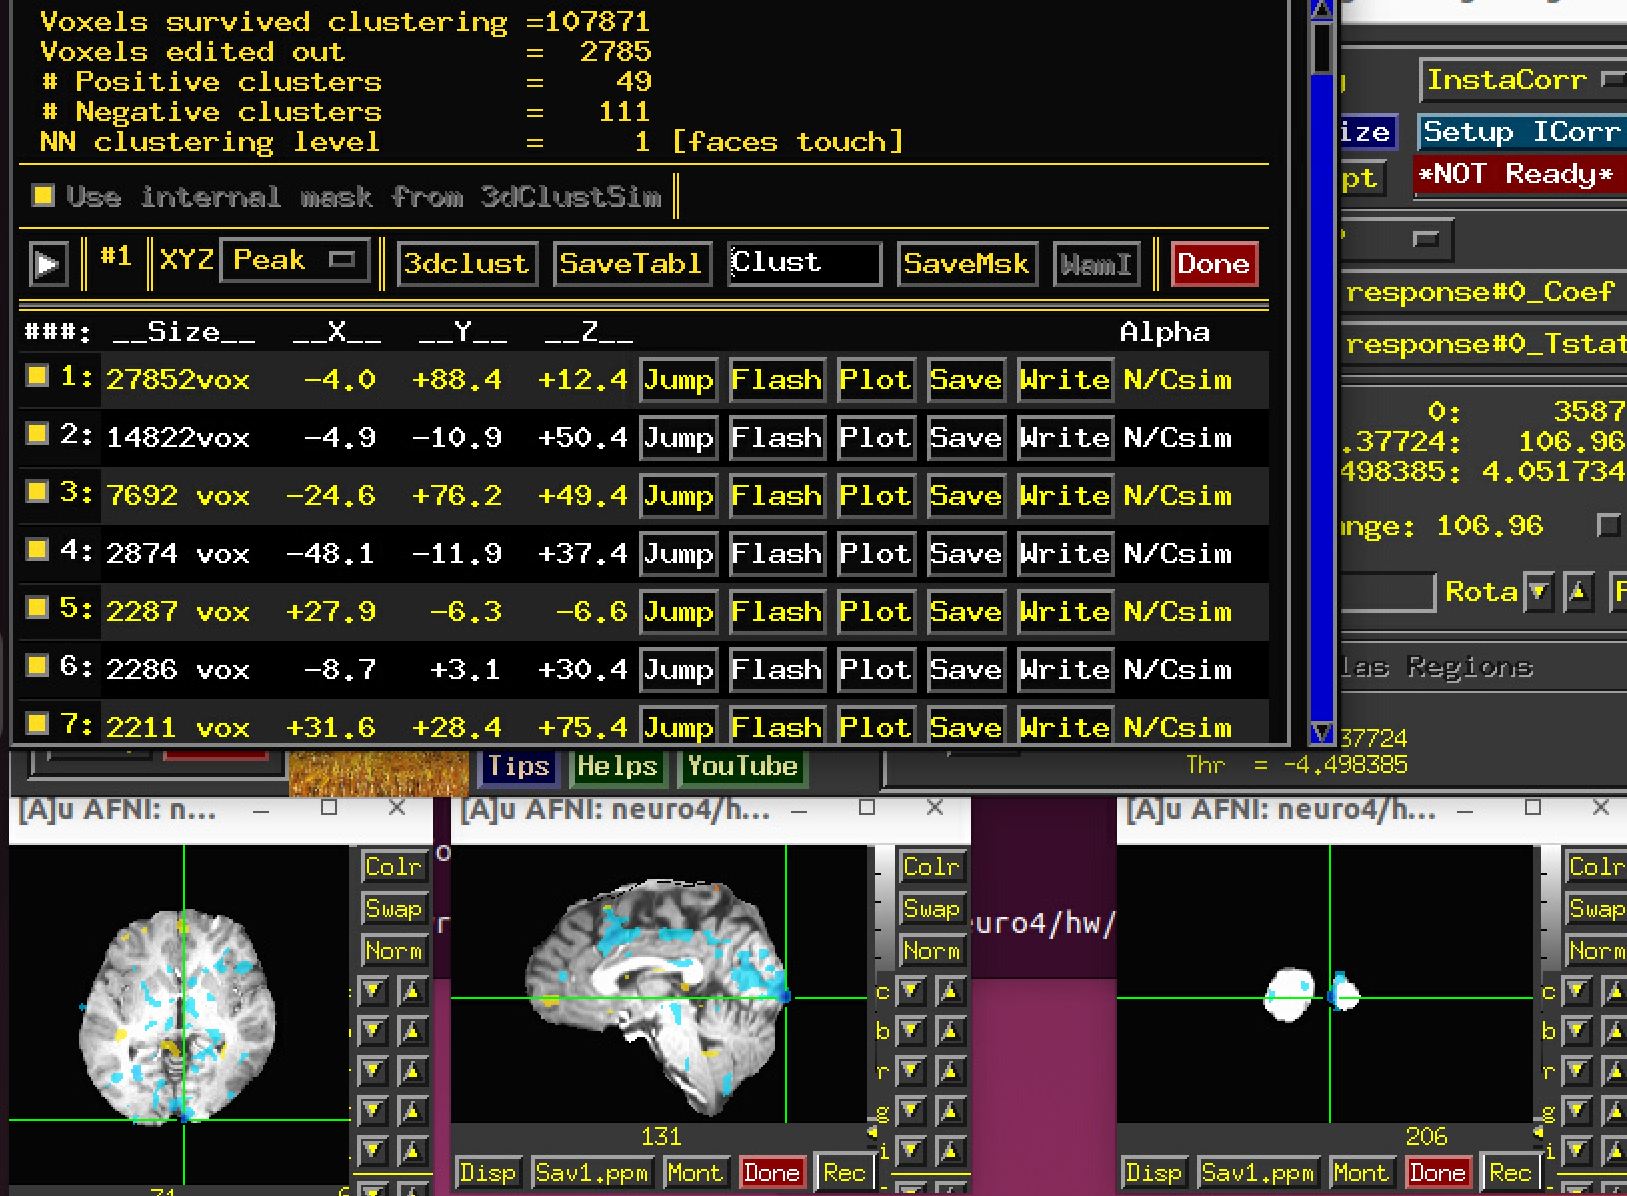 Voxels survived clustering =107871
Voxels edited out = 2785
# Positive clusters = 49
# Negative clusters = 111
NN clustering level = 1 [faces touch]
Use internal mask from 3dClustSim
#1 XYZ Peak 3dclust SaveTabl Clust SaveMsk WamI Done
###: __Size__ __X__ __Y__ __Z__ Alpha
1: 27852vox -4.0 +88.4 +12.4 Jump Flash Plot Save Write N/Csim
2: 14822vox -4.9 -10.9 +50.4 Jump Flash Plot Save Write N/Csim
3: 7692 vox -24.6 +76.2 +49.4 Jump Flash Plot Save Write N/Csim
4: 2874 vox -48.1 -11.9 +37.4 Jump Flash Plot Save Write N/Csim
5: 2287 vox +27.9 -6.3 -6.6 Jump Flash Plot Save Write N/Csim
6: 2286 vox -8.7 +3.1 +30.4 Jump Flash Plot Save Write N/Csim
7: 2211 vox +31.6 +28.4 +75.4 Jump Flash Plot Save Write N/Csim
InstaCorr
ize Setup ICorr
pt *NOT Ready*
response#0_Coef
response#0_Tstat
0: 3587
.37724: 106.96
498385: 4.051734
nge: 106.96
Rota
las Regions
37724
Thr = -4.498385
Tips Helps YouTube
[A]u AFNI: n...
[A]u AFNI: neuro4/h...
[A]u AFNI: neuro4/h...
euro4/hw/
Colr
Swap
Norm
Colr
Swap
Norm
c
b
r
g
i
131
Disp Sav1.ppm Mont Done Rec
Colr
Swap
Norm
c
b
r
g
i
206
Disp Sav1.ppm Mont Done Rec